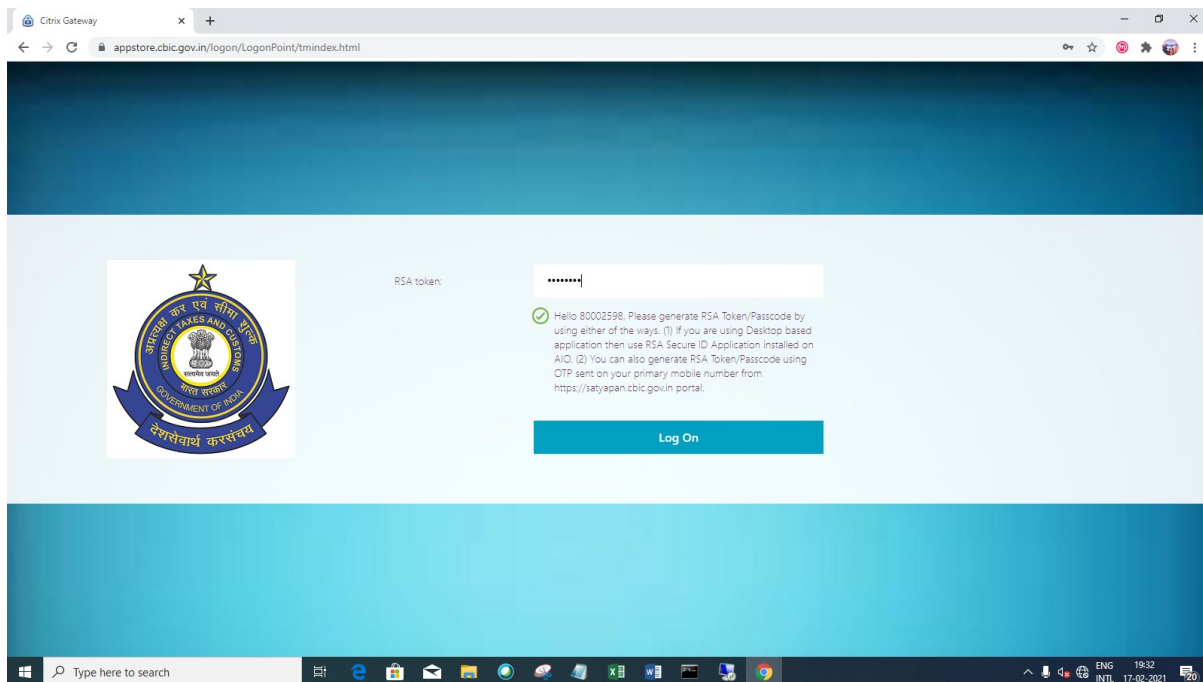 Citrix Gateway
appstore.cbic.gov.in/logon/LogonPoint/tmindex.html
RSA token:
••••••••
Hello 80002598. Please generate RSA Token/Passcode by
using either of the ways. (1) If you are using Desktop based
application then use RSA Secure ID Application installed on
AIO. (2) You can also generate RSA Token/Passcode using
OTP sent on your primary mobile number from
https://satyapan.cbic.gov.in portal.
Log On
अप्रत्यक्ष कर एवं सीमा शुल्क
INDIRECT TAXES AND CUSTOMS
सत्यमेव जयते
भारत सरकार
GOVERNMENT OF INDIA
देशसेवार्थ करसंचय
Type here to search
ENG
INTL
19:32
17-02-2021
20